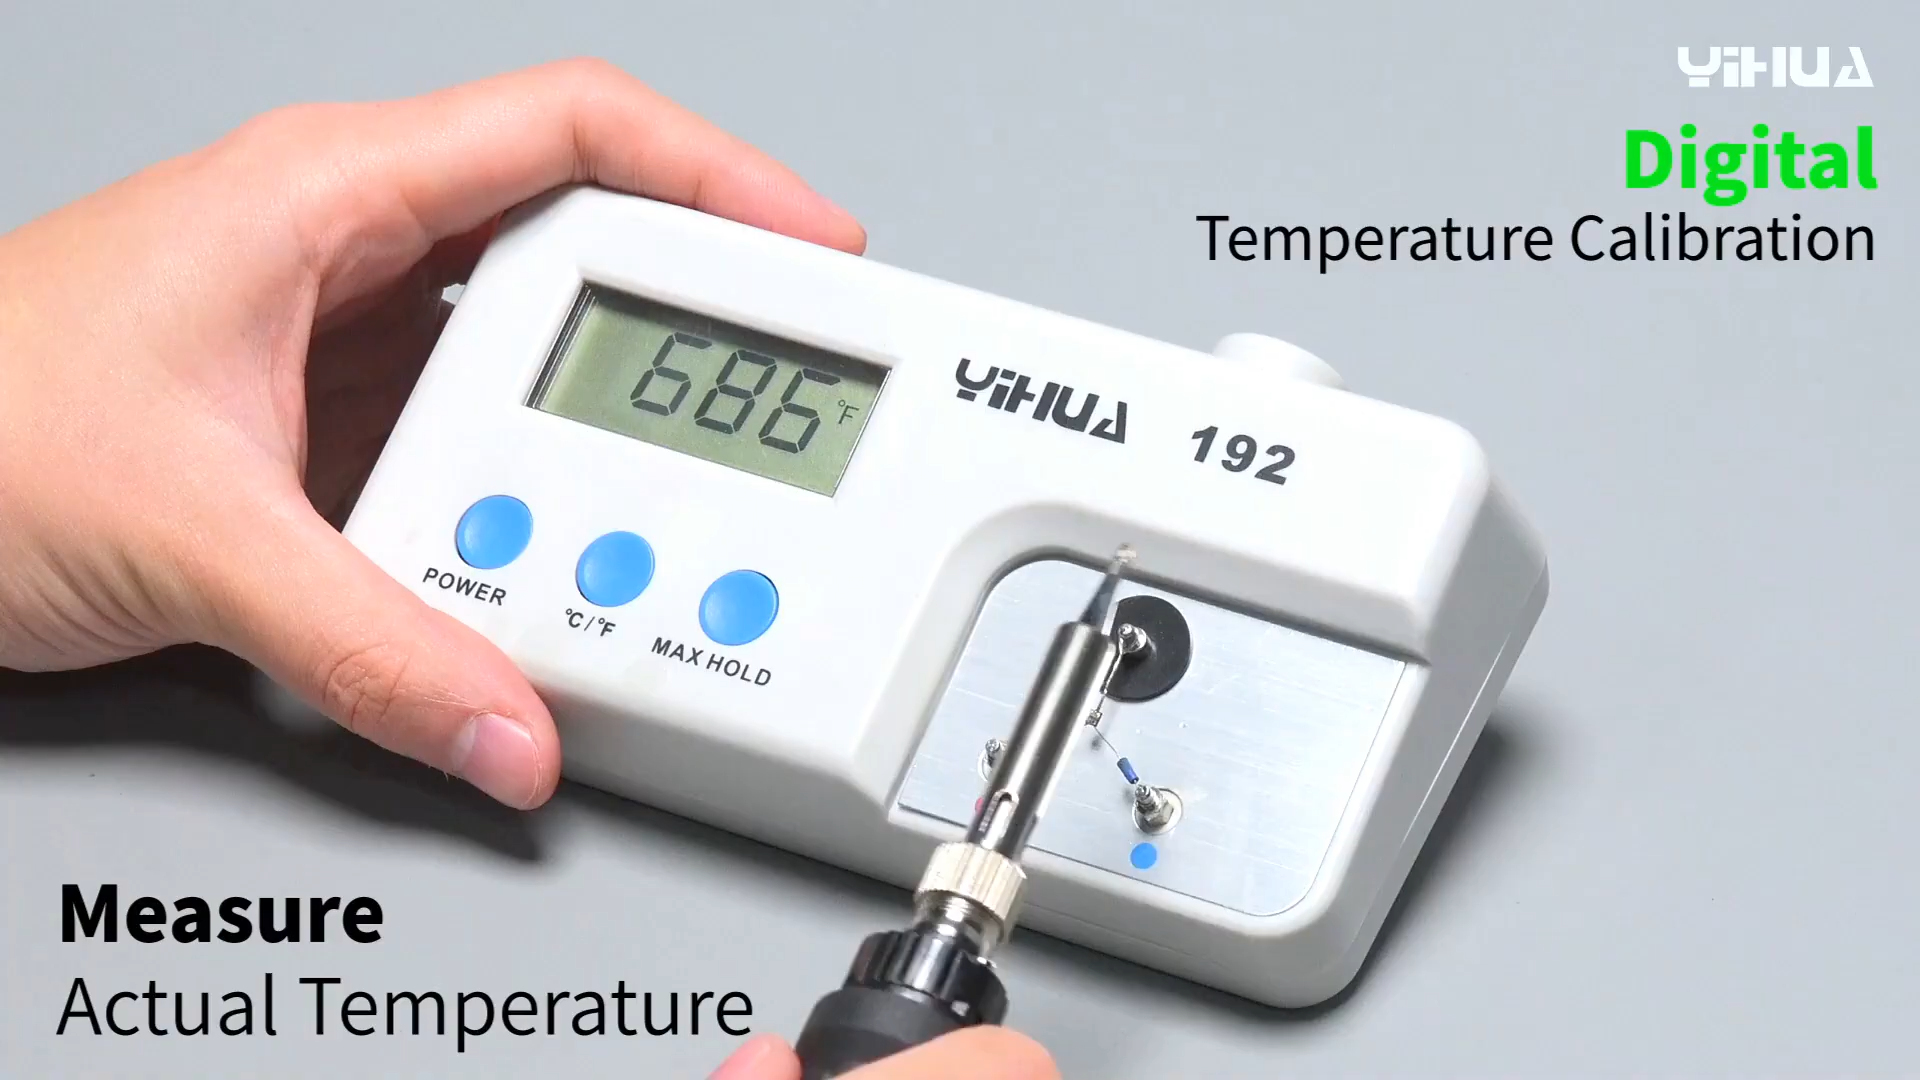 YIHUA
Digital
Temperature Calibration
686 °F
YIHUA 192
POWER
°C/°F
MAX HOLD
Measure
Actual Temperature